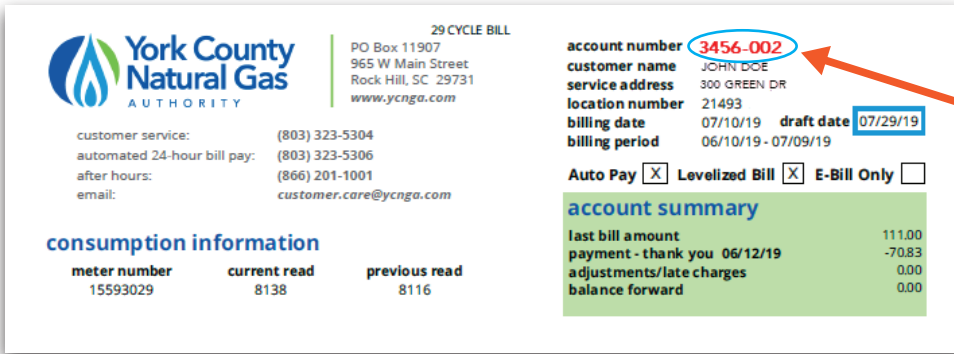 29 CYCLE BILL
York County
Natural Gas
AUTHORITY
PO Box 11907
965 W Main Street
Rock Hill, SC 29731
www.ycnga.com
customer service: (803) 323-5304
automated 24-hour bill pay: (803) 323-5306
after hours: (866) 201-1001
email: customer.care@ycnga.com
consumption information
meter number current read previous read
15593029 8138 8116
account number 3456-002
customer name JOHN DOE
service address 300 GREEN DR
location number 21493
billing date 07/10/19 draft date 07/29/19
billing period 06/10/19 - 07/09/19
Auto Pay X Levelized Bill X E-Bill Only
account summary
last bill amount 111.00
payment - thank you 06/12/19 -70.83
adjustments/late charges 0.00
balance forward 0.00